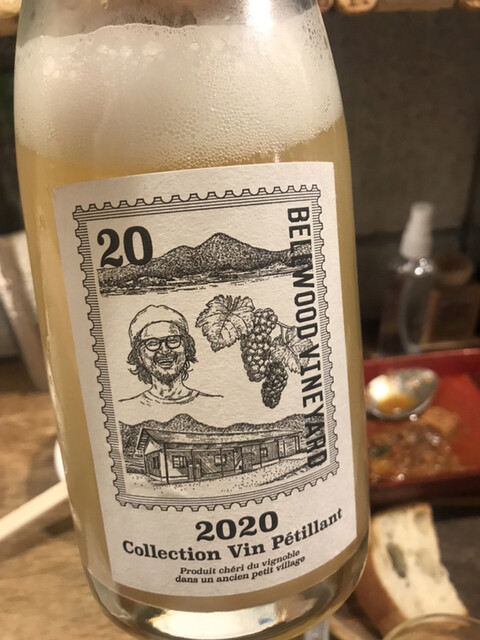 20
BELLWOOD VINEYARD
2020
Collection Vin Pétillant
Produit chéri du vignoble
dans un ancien petit village